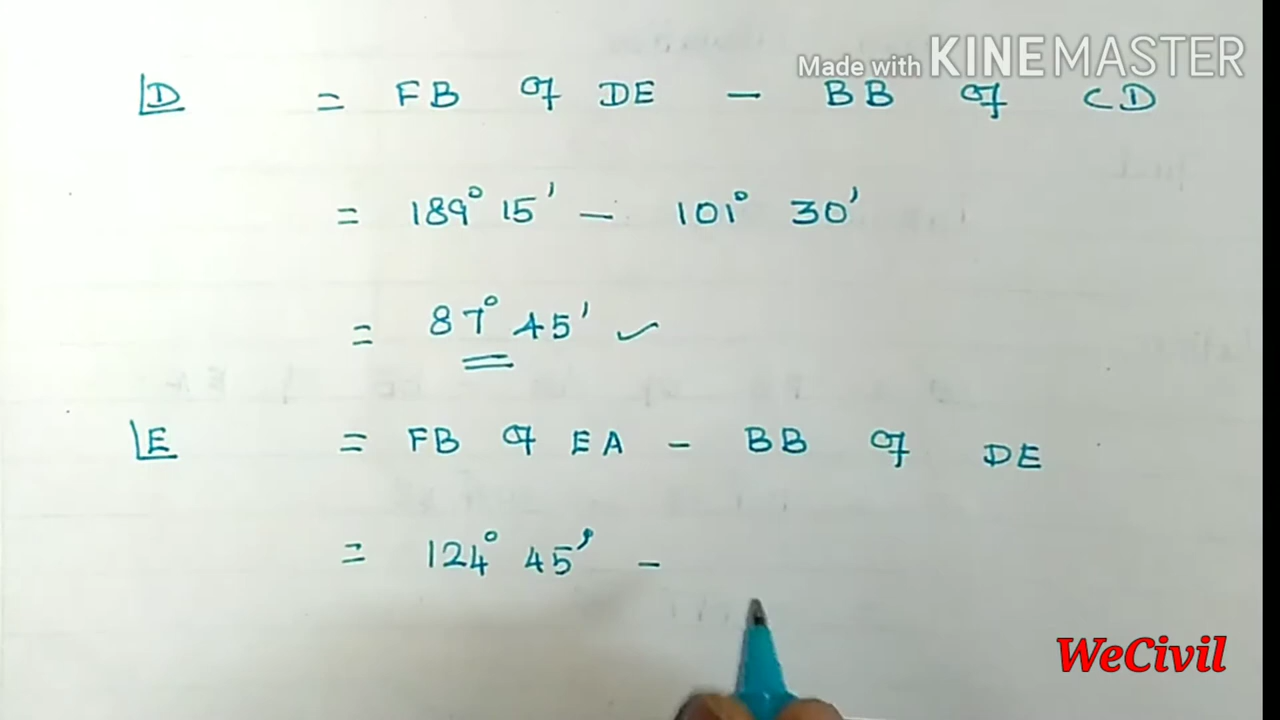 Made with KINEMASTER
∠D = FB of DE - BB of CD
= 189° 15' - 101° 30'
= 87° 45' ✓
∠E = FB of EA - BB of DE
= 124° 45' -
WeCivil